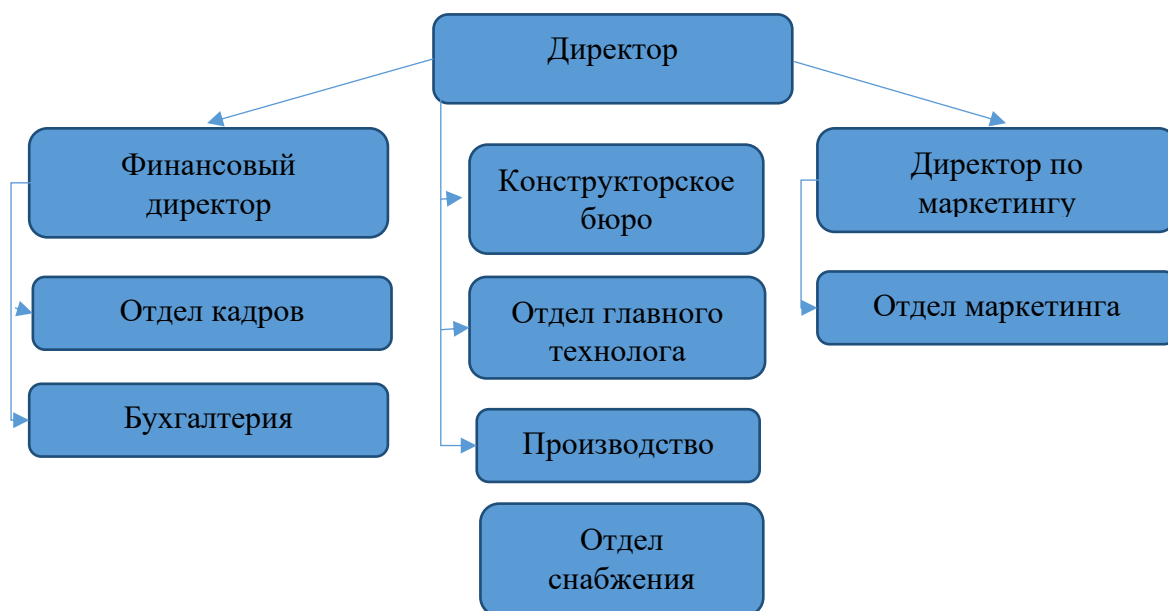 Директор
Финансовый
директор
Конструкторское
бюро
Директор по
маркетингу
Отдел кадров
Отдел главного
технолога
Отдел маркетинга
Бухгалтерия
Производство
Отдел
снабжения